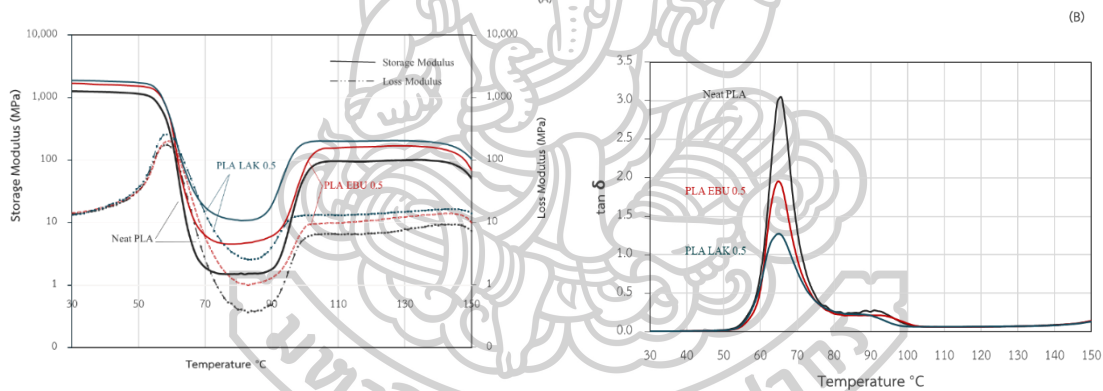 (B)
10,000
1,000
100
10
1
0
Storage Modulus (MPa)
30 50 70 90 110 130 150
Temperature °C
10,000
1,000
100
10
1
0
Loss Modulus (MPa)
Storage Modulus
Loss Modulus
PLA LAK 0.5
PLA EBU 0.5
Neat PLA
3.5
3.0
2.5
2.0
1.5
1.0
0.5
0.0
tan δ
Neat PLA
PLA EBU 0.5
PLA LAK 0.5
30 40 50 60 70 80 90 100 110 120 130 140 150
Temperature °C